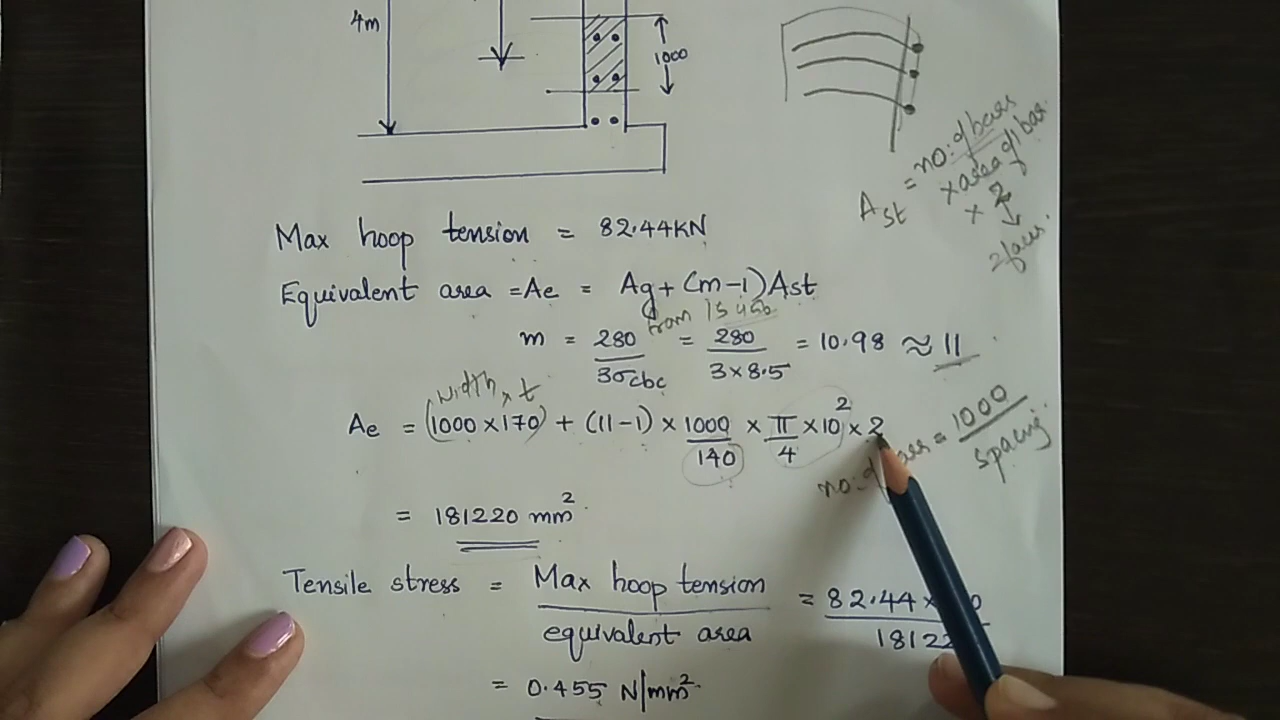 4m
1000
Ast = no: of bars
x area of 1 bar
x 2
2 faces
Max hoop tension = 82.44KN
Equivalent area = Ae = Ag + (m-1)Ast
from IS 456
m = 280/3σcbc = 280/3×8.5 = 10.98 ≈ 11
width x t
Ae = (1000 × 170) + (11-1) × 1000/140 × π/4 × 10² × 2
= 1000/spacing
= 181220 mm²
Tensile stress = Max hoop tension/equivalent area = 82.44×
= 0.455 N/mm²